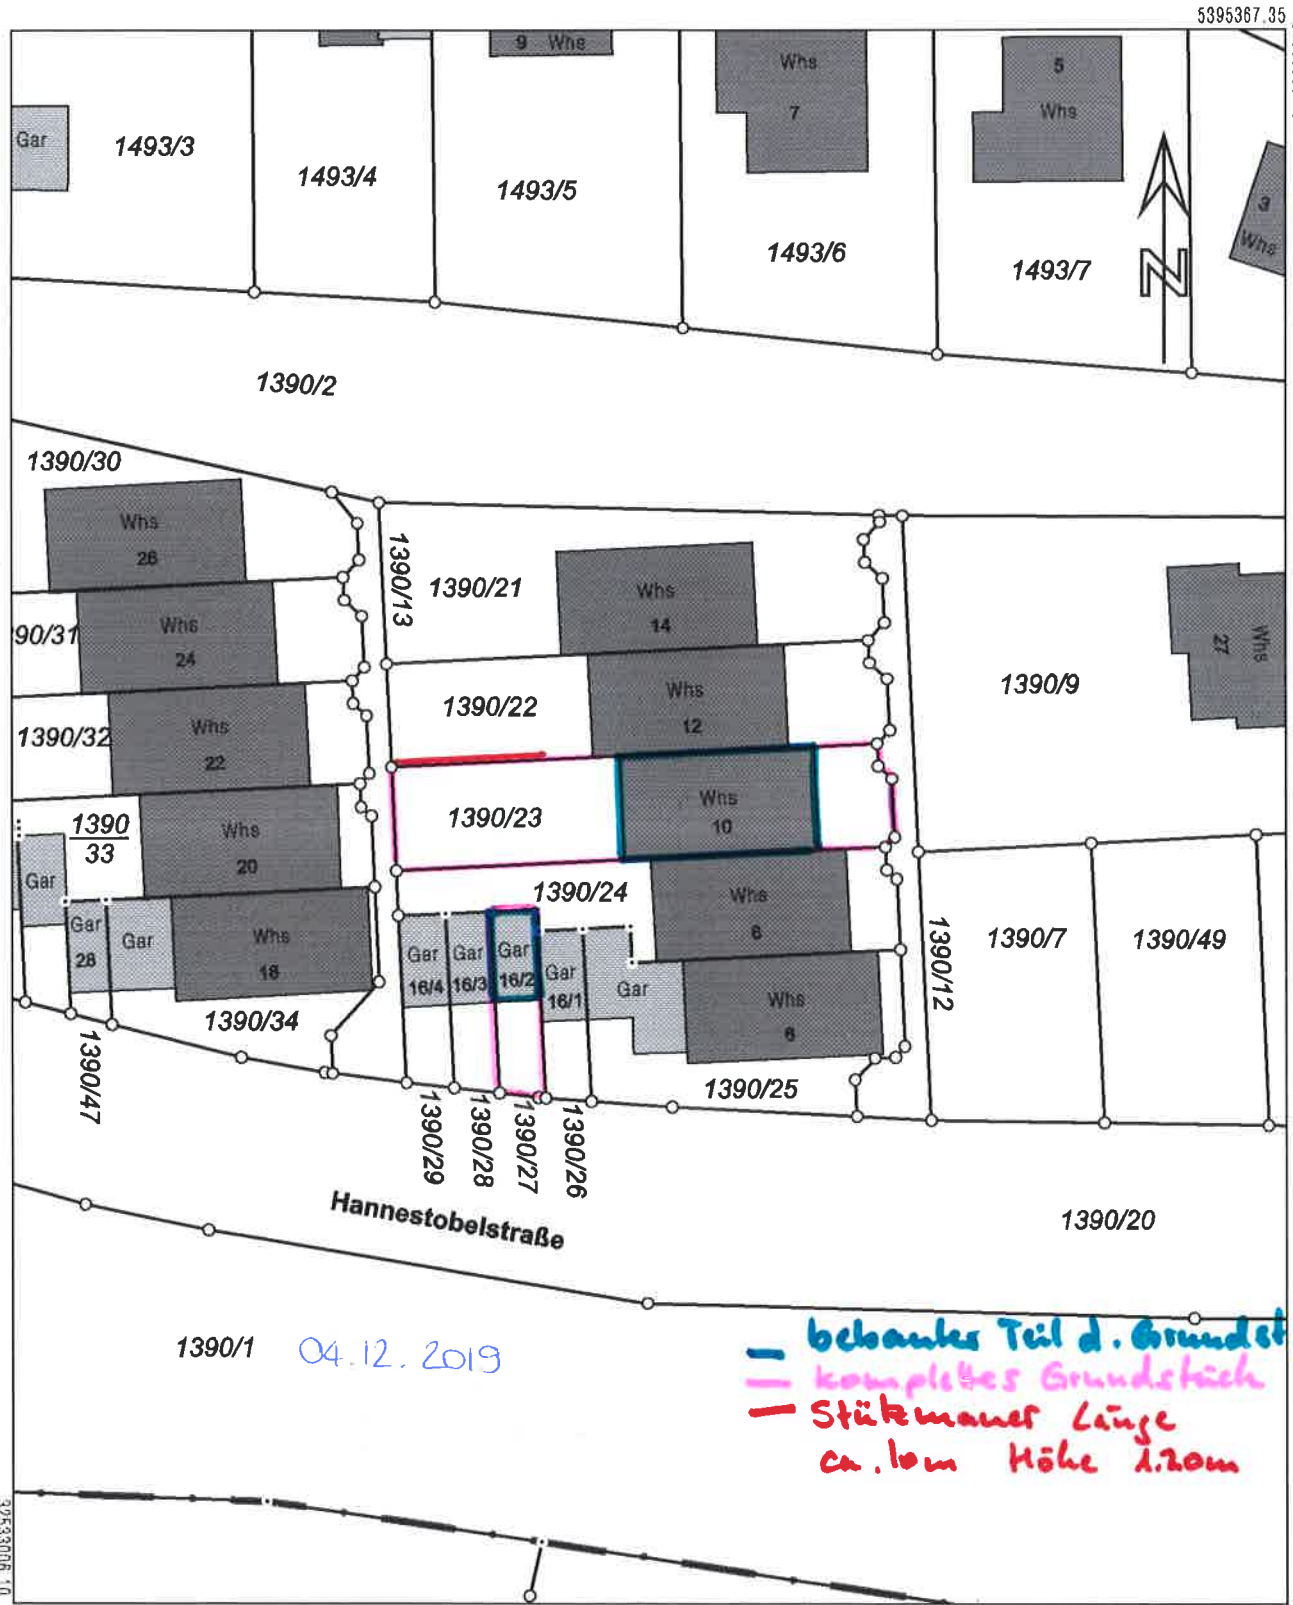 5395367.35
9 Whs
Whs
7
5
Whs
Gar
1493/3
1493/4
1493/5
1493/6
1493/7
3
Whs
N
1390/2
1390/30
Whs
26
1390/13
1390/21
Whs
14
Whs
27
90/31
Whs
24
1390/22
Whs
12
1390/9
1390/32
Whs
22
1390/23
Whs
10
1390
33
Whs
20
Gar
1390/24
Whs
8
Gar
28
Gar
Whs
18
Gar
16/4
Gar
16/3
Gar
16/2
Gar
16/1
Gar
Whs
6
1390/12
1390/7
1390/49
1390/34
1390/47
1390/29
1390/28
1390/27
1390/26
1390/25
Hannestobelstraße
1390/20
1390/1
04.12.2019
bebauter Teil d. Grundst
komplettes Grundstück
Stützmauer Länge
ca. 10m Höhe 1.20m
32533006.10